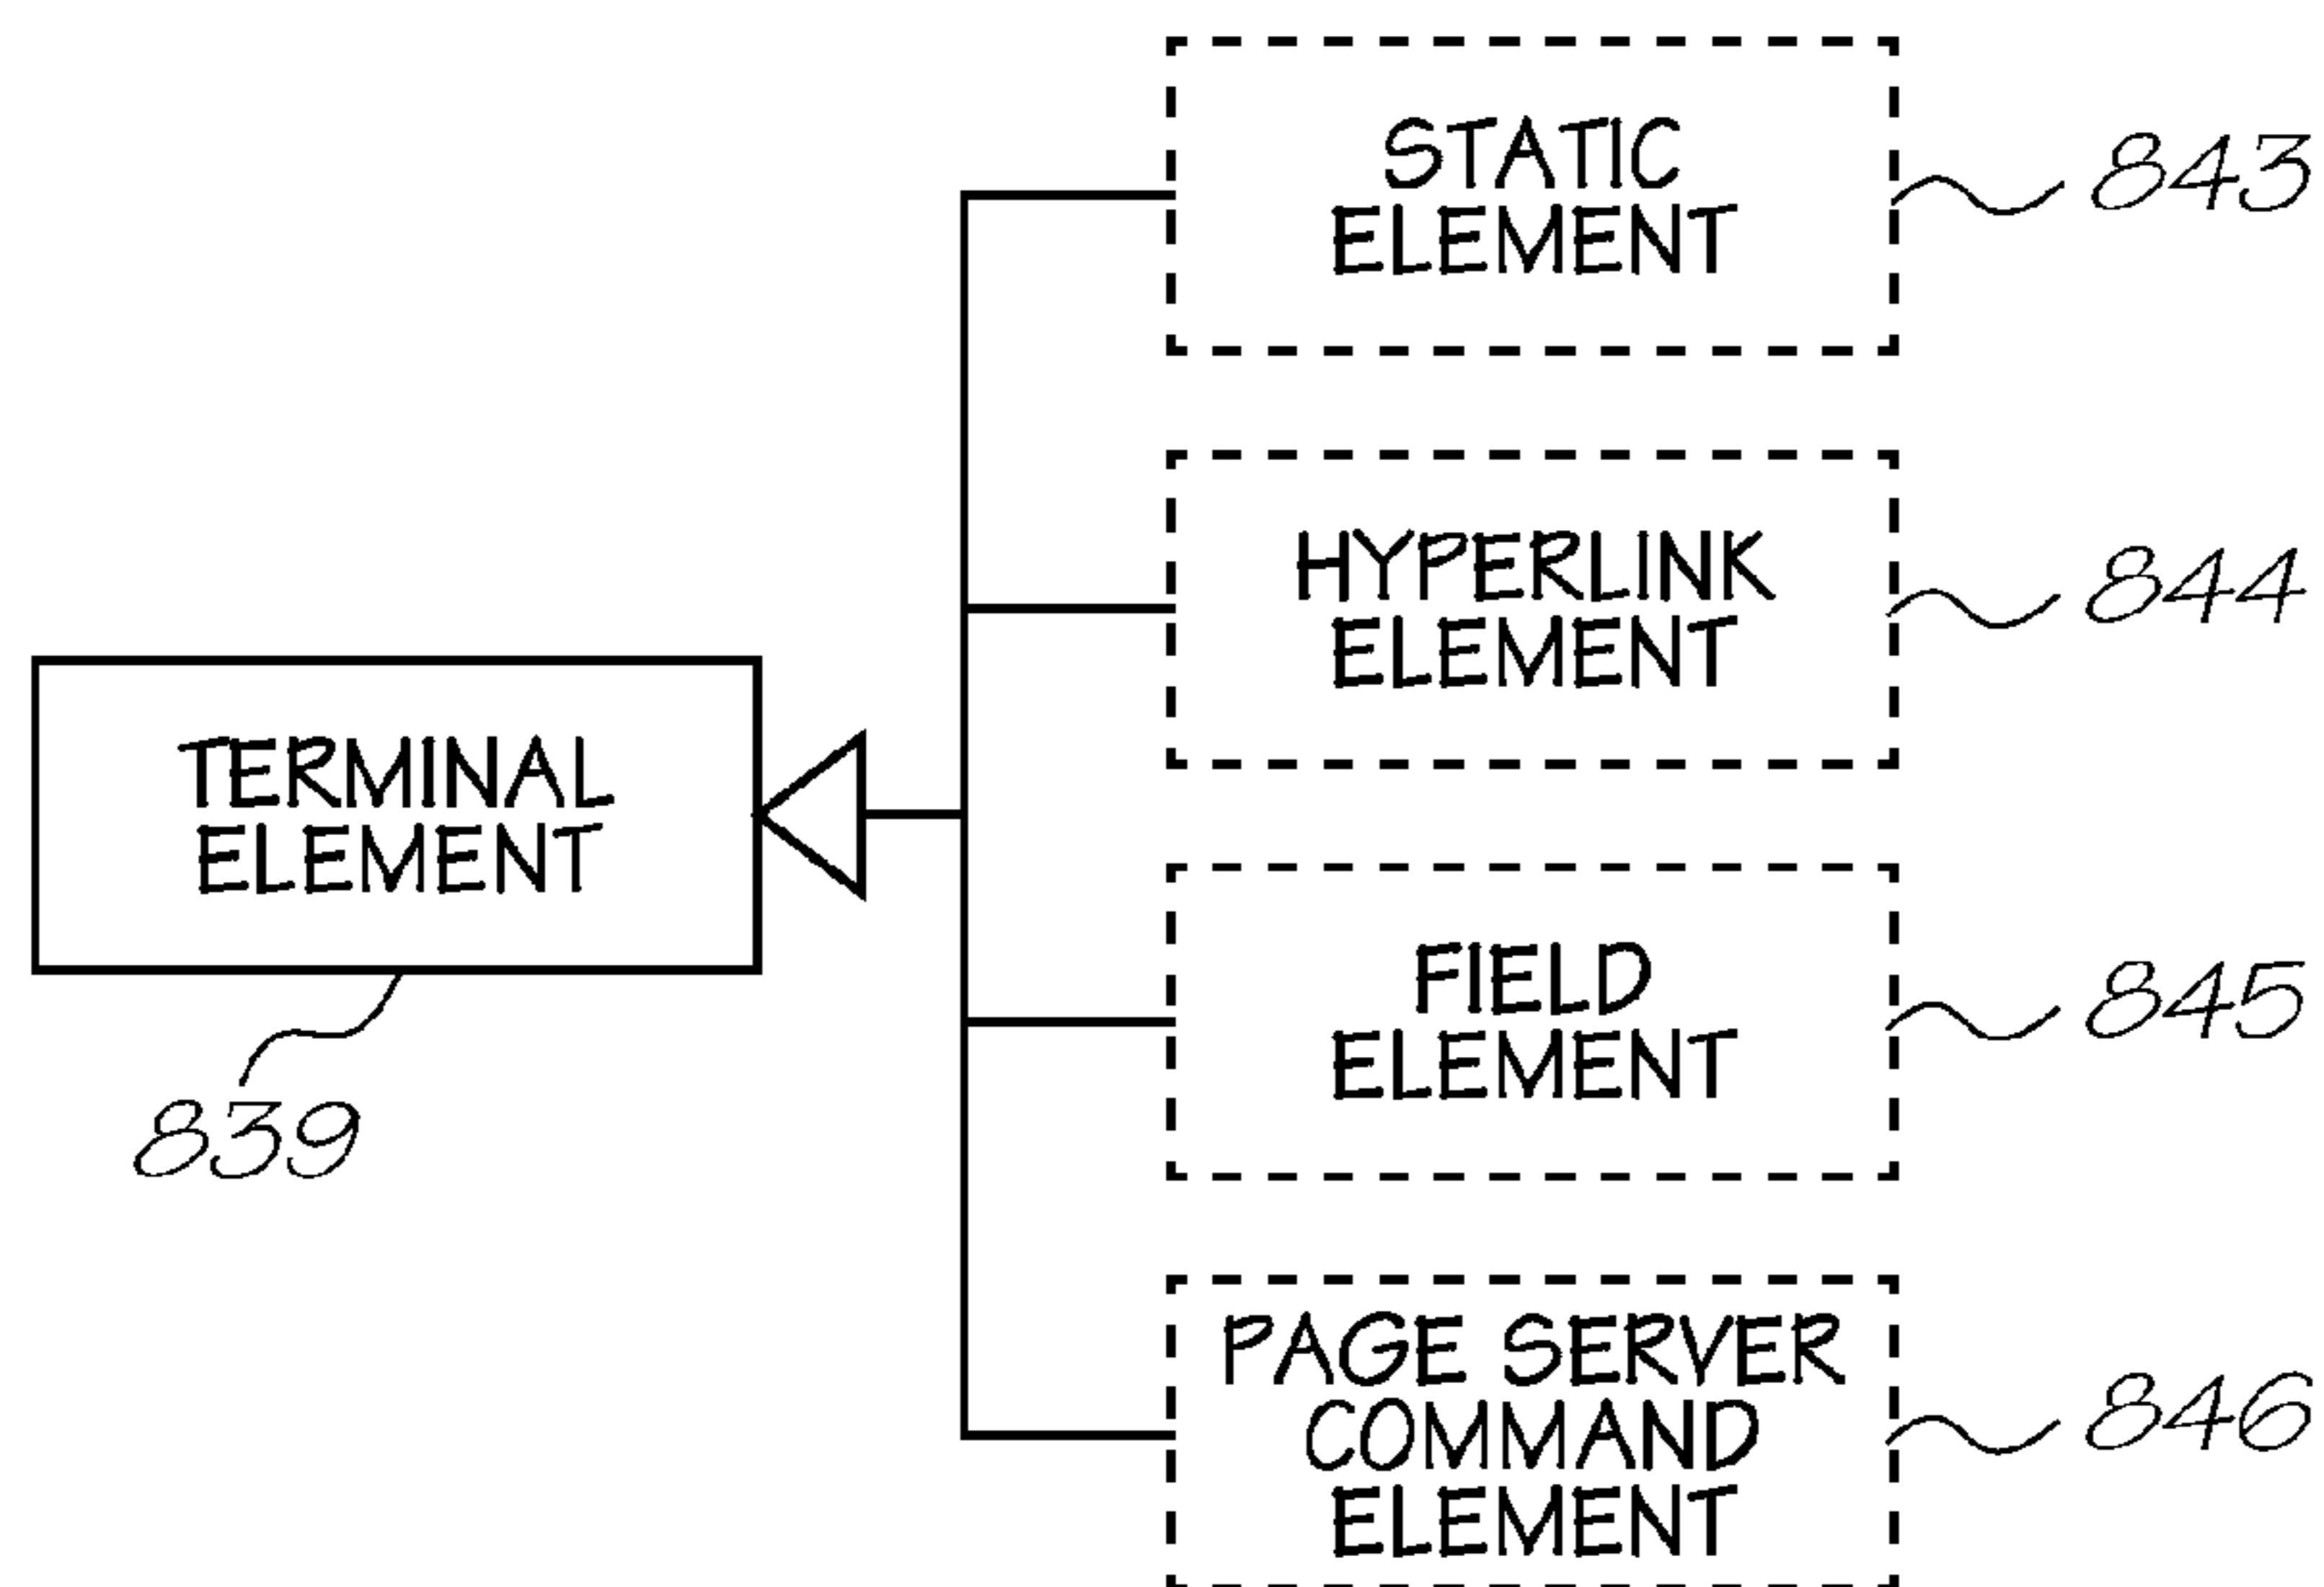 STATIC
ELEMENT
843
HYPERLINK
ELEMENT
844
TERMINAL
ELEMENT
839
FIELD
ELEMENT
845
PAGE SERVER
COMMAND
ELEMENT
846